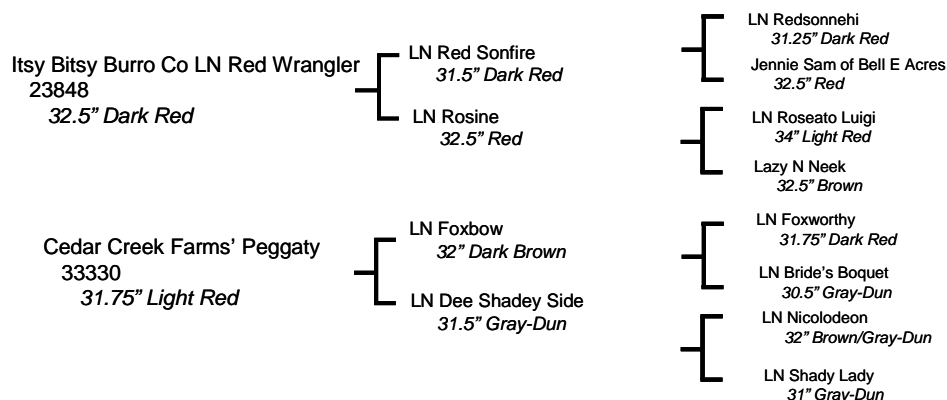 Itsy Bitsy Burro Co LN Red Wrangler
23848
32.5” Dark Red
LN Red Sonfire
31.5” Dark Red
LN Rosine
32.5” Red
LN Redsonnehi
31.25” Dark Red
Jennie Sam of Bell E Acres
32.5” Red
LN Roseato Luigi
34” Light Red
Lazy N Neek
32.5” Brown
Cedar Creek Farms’ Peggaty
33330
31.75” Light Red
LN Foxbow
32” Dark Brown
LN Dee Shadey Side
31.5” Gray-Dun
LN Foxworthy
31.75” Dark Red
LN Bride’s Boquet
30.5” Gray-Dun
LN Nicolodeon
32” Brown/Gray-Dun
LN Shady Lady
31” Gray-Dun